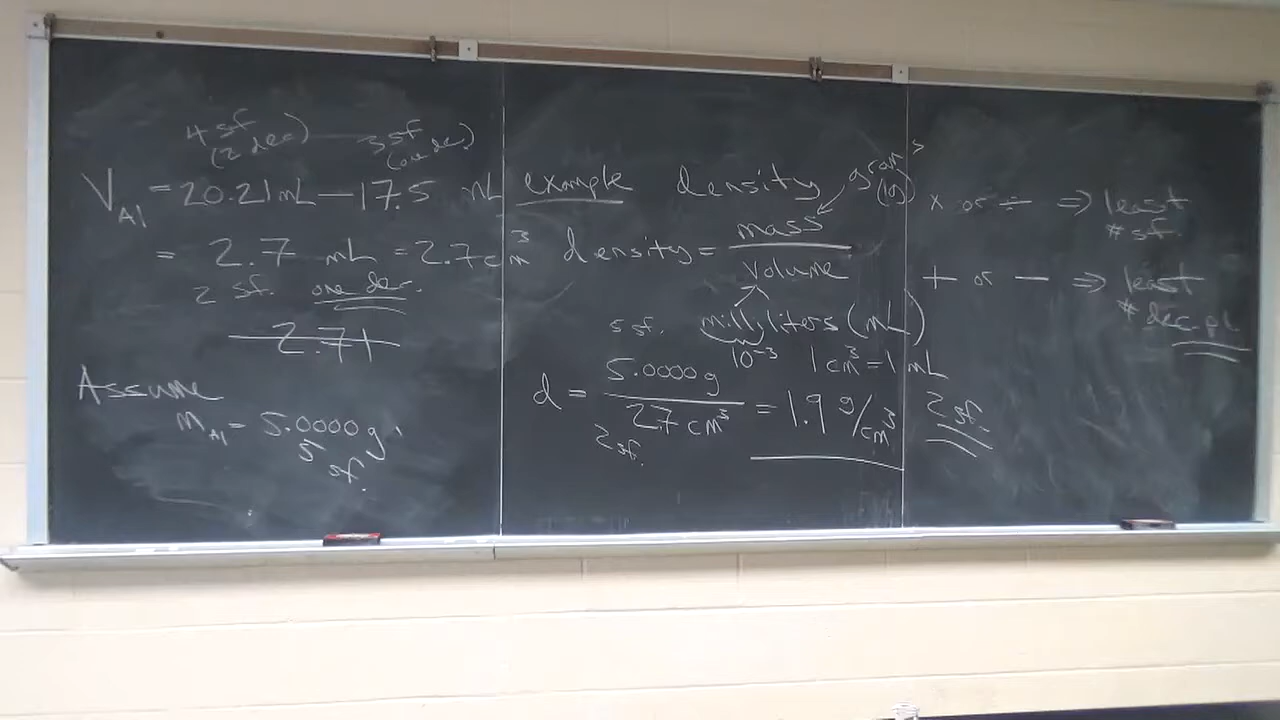 4 sf 3 sf
(2 dec) (one dec)
V_Al = 20.21 mL − 17.5 mL
= 2.7 mL = 2.7 cm³
2 sf. one dec.
2.71
Assume
m_Al = 5.0000 g
5 sf.
example density
grams (g)
density = mass / volume
milliliters (mL)
10⁻³ 1 cm³ = 1 mL
5 sf.
d = 5.0000 g / 2.7 cm³ = 1.9 g/cm³ 2 sf.
2 sf.
× or ÷ ⇒ least
# sf.
+ or − ⇒ least
# dec. pl.